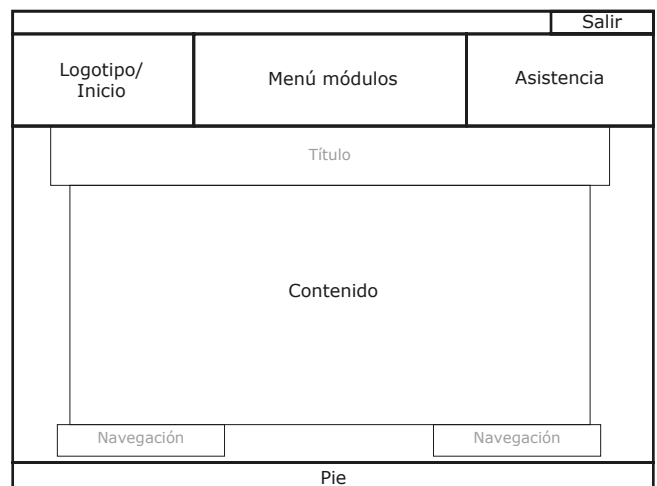 Salir
Logotipo/
Inicio
Menú módulos
Asistencia
Título
Contenido
Navegación
Navegación
Pie